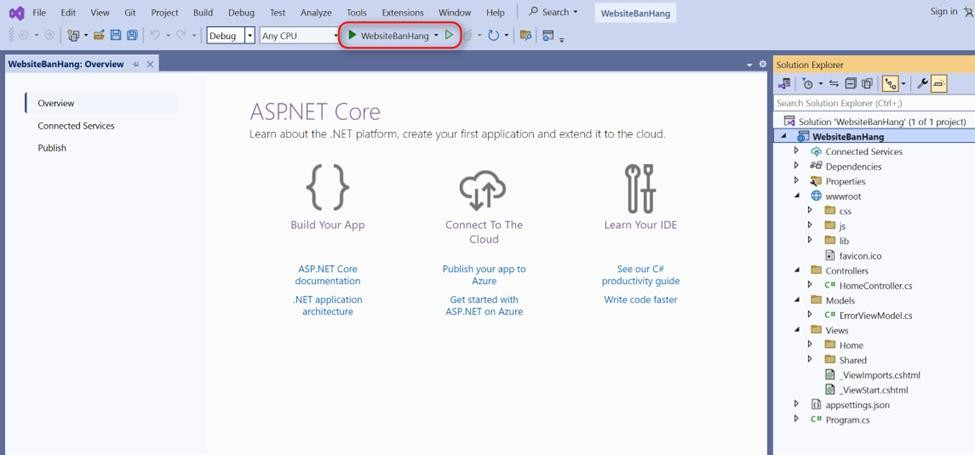 File Edit View Git Project Build Debug Test Analyze Tools Extensions Window Help Search WebsiteBanHang Sign in
Debug Any CPU WebsiteBanHang
WebsiteBanHang: Overview
Solution Explorer
Search Solution Explorer (Ctrl+;)
Overview
Connected Services
Publish
ASP.NET Core
Learn about the .NET platform, create your first application and extend it to the cloud.
Build Your App
ASP.NET Core
documentation
.NET application
architecture
Connect To The
Cloud
Publish your app to
Azure
Get started with
ASP.NET on Azure
Learn Your IDE
See our C#
productivity guide
Write code faster
Solution 'WebsiteBanHang' (1 of 1 project)
WebsiteBanHang
Connected Services
Dependencies
Properties
wwwroot
css
js
lib
favicon.ico
Controllers
C# HomeController.cs
Models
C# ErrorViewModel.cs
Views
Home
Shared
_ViewImports.cshtml
_ViewStart.cshtml
appsettings.json
C# Program.cs